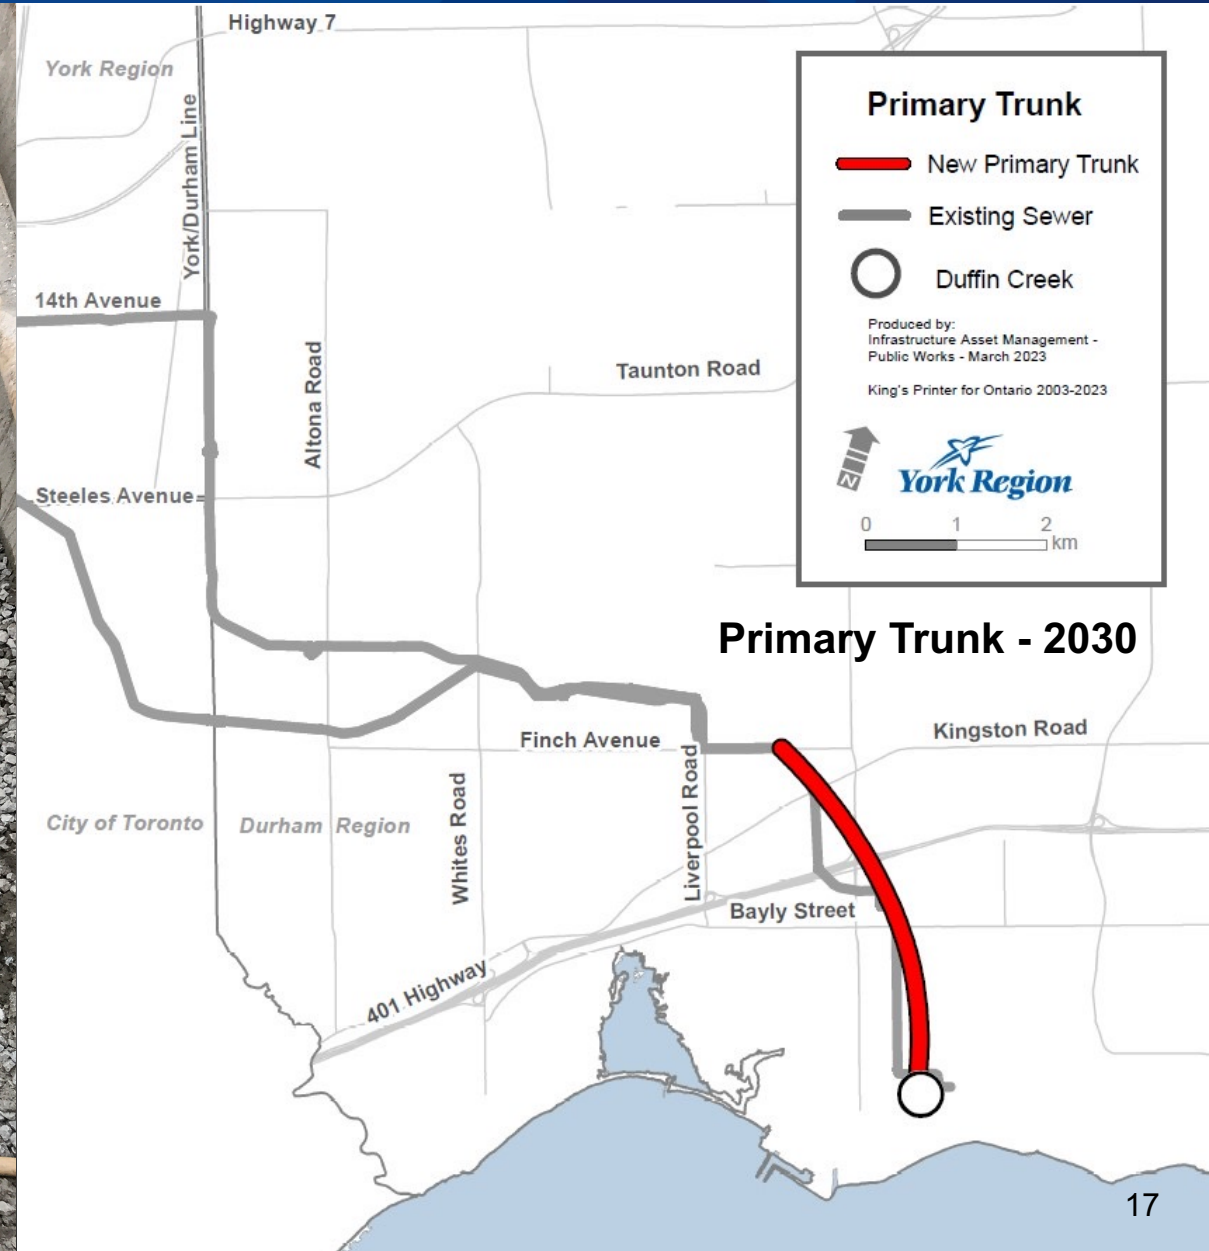 Highway 7
York Region
York/Durham Line
Primary Trunk
New Primary Trunk
Existing Sewer
Duffin Creek
Produced by:
Infrastructure Asset Management -
Public Works - March 2023
King's Printer for Ontario 2003-2023
N
York Region
0 1 2
km
14th Avenue
Altona Road
Taunton Road
Steeles Avenue
Primary Trunk - 2030
Finch Avenue
Kingston Road
Liverpool Road
City of Toronto
Durham Region
Whites Road
Bayly Street
401 Highway
17